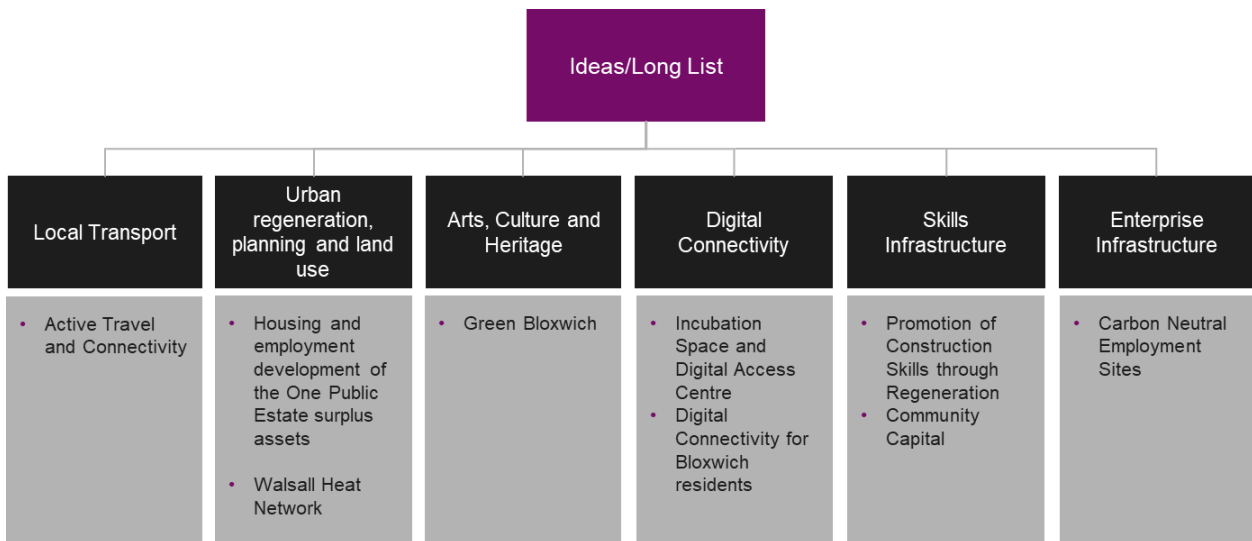 Ideas/Long List
Local Transport
Urban
regeneration,
planning and land
use
Arts, Culture and
Heritage
Digital
Connectivity
Skills
Infrastructure
Enterprise
Infrastructure
• Active Travel
and Connectivity
• Housing and
employment
development of
the One Public
Estate surplus
assets
• Walsall Heat
Network
• Green Bloxwich
• Incubation
Space and
Digital Access
Centre
• Digital
Connectivity for
Bloxwich
residents
• Promotion of
Construction
Skills through
Regeneration
• Community
Capital
• Carbon Neutral
Employment
Sites